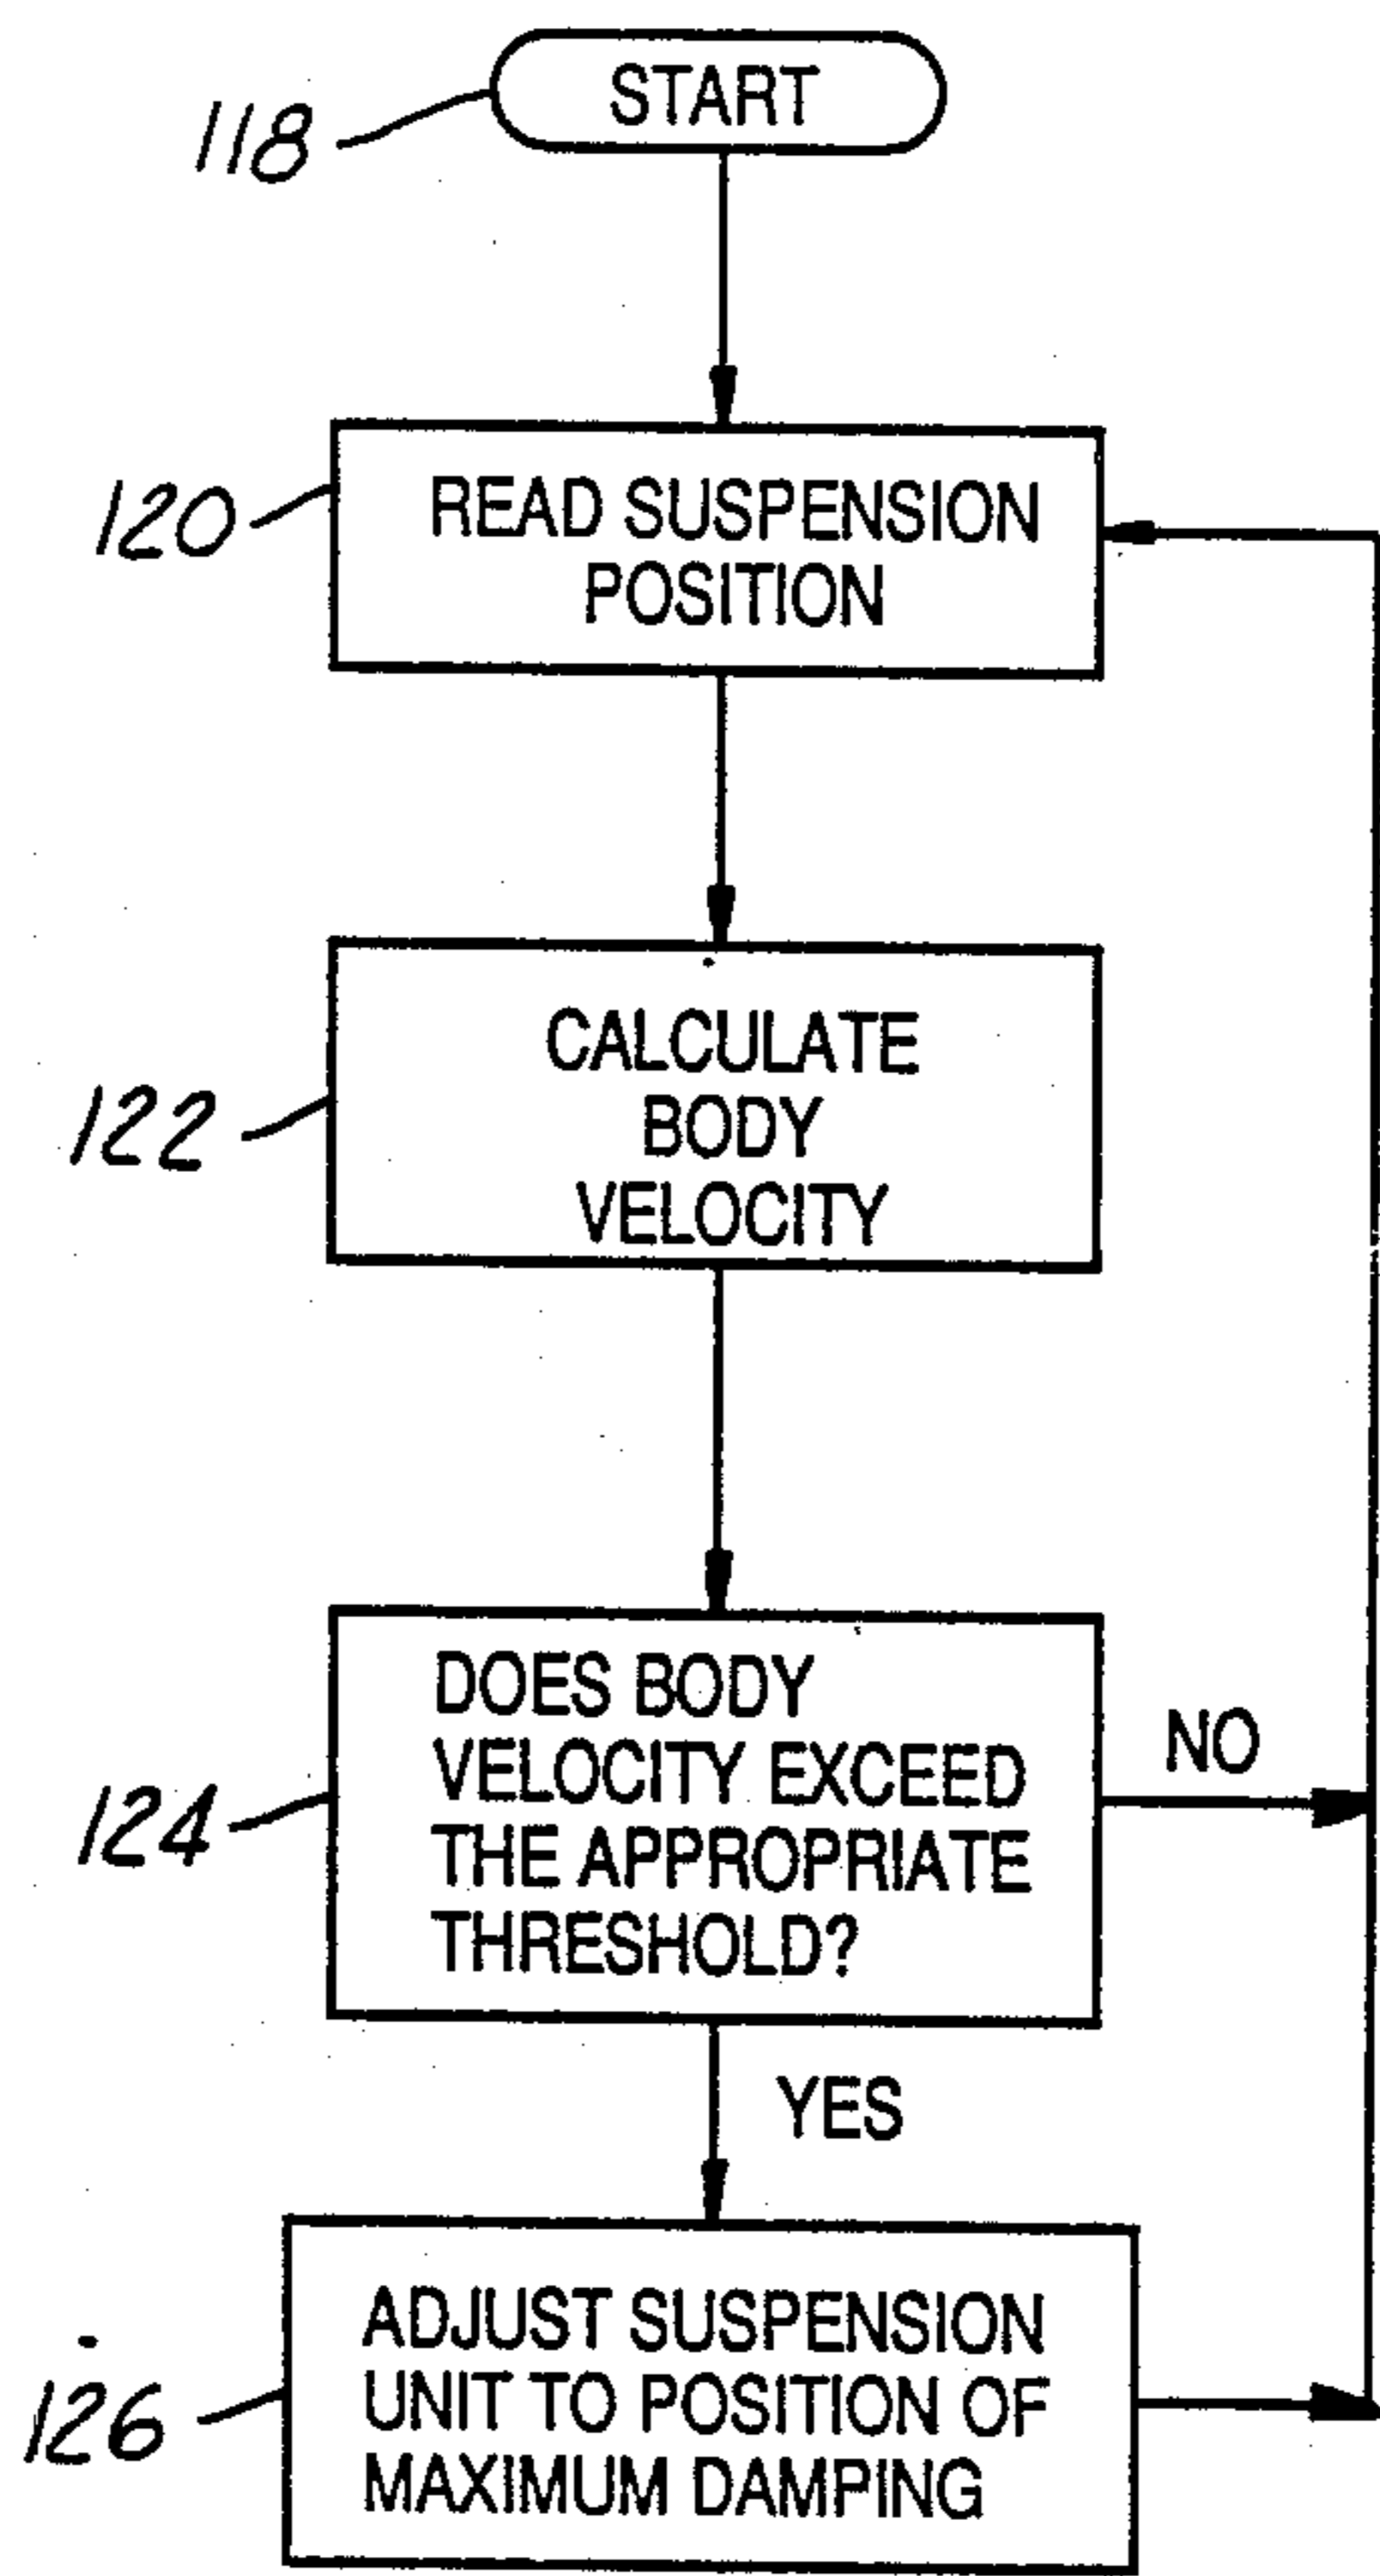 START
118
READ SUSPENSION
POSITION
120
CALCULATE
BODY
VELOCITY
122
DOES BODY
VELOCITY EXCEED
THE APPROPRIATE
THRESHOLD?
124
NO
YES
ADJUST SUSPENSION
UNIT TO POSITION OF
MAXIMUM DAMPING
126